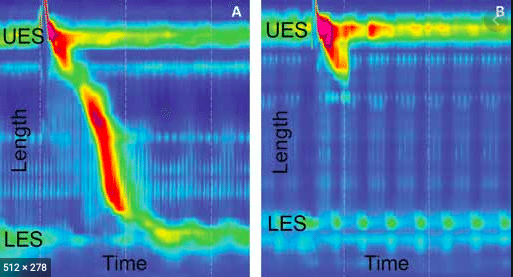 A
UES
Length
LES
Time
512 × 278
B
UES
Length
LES
Time